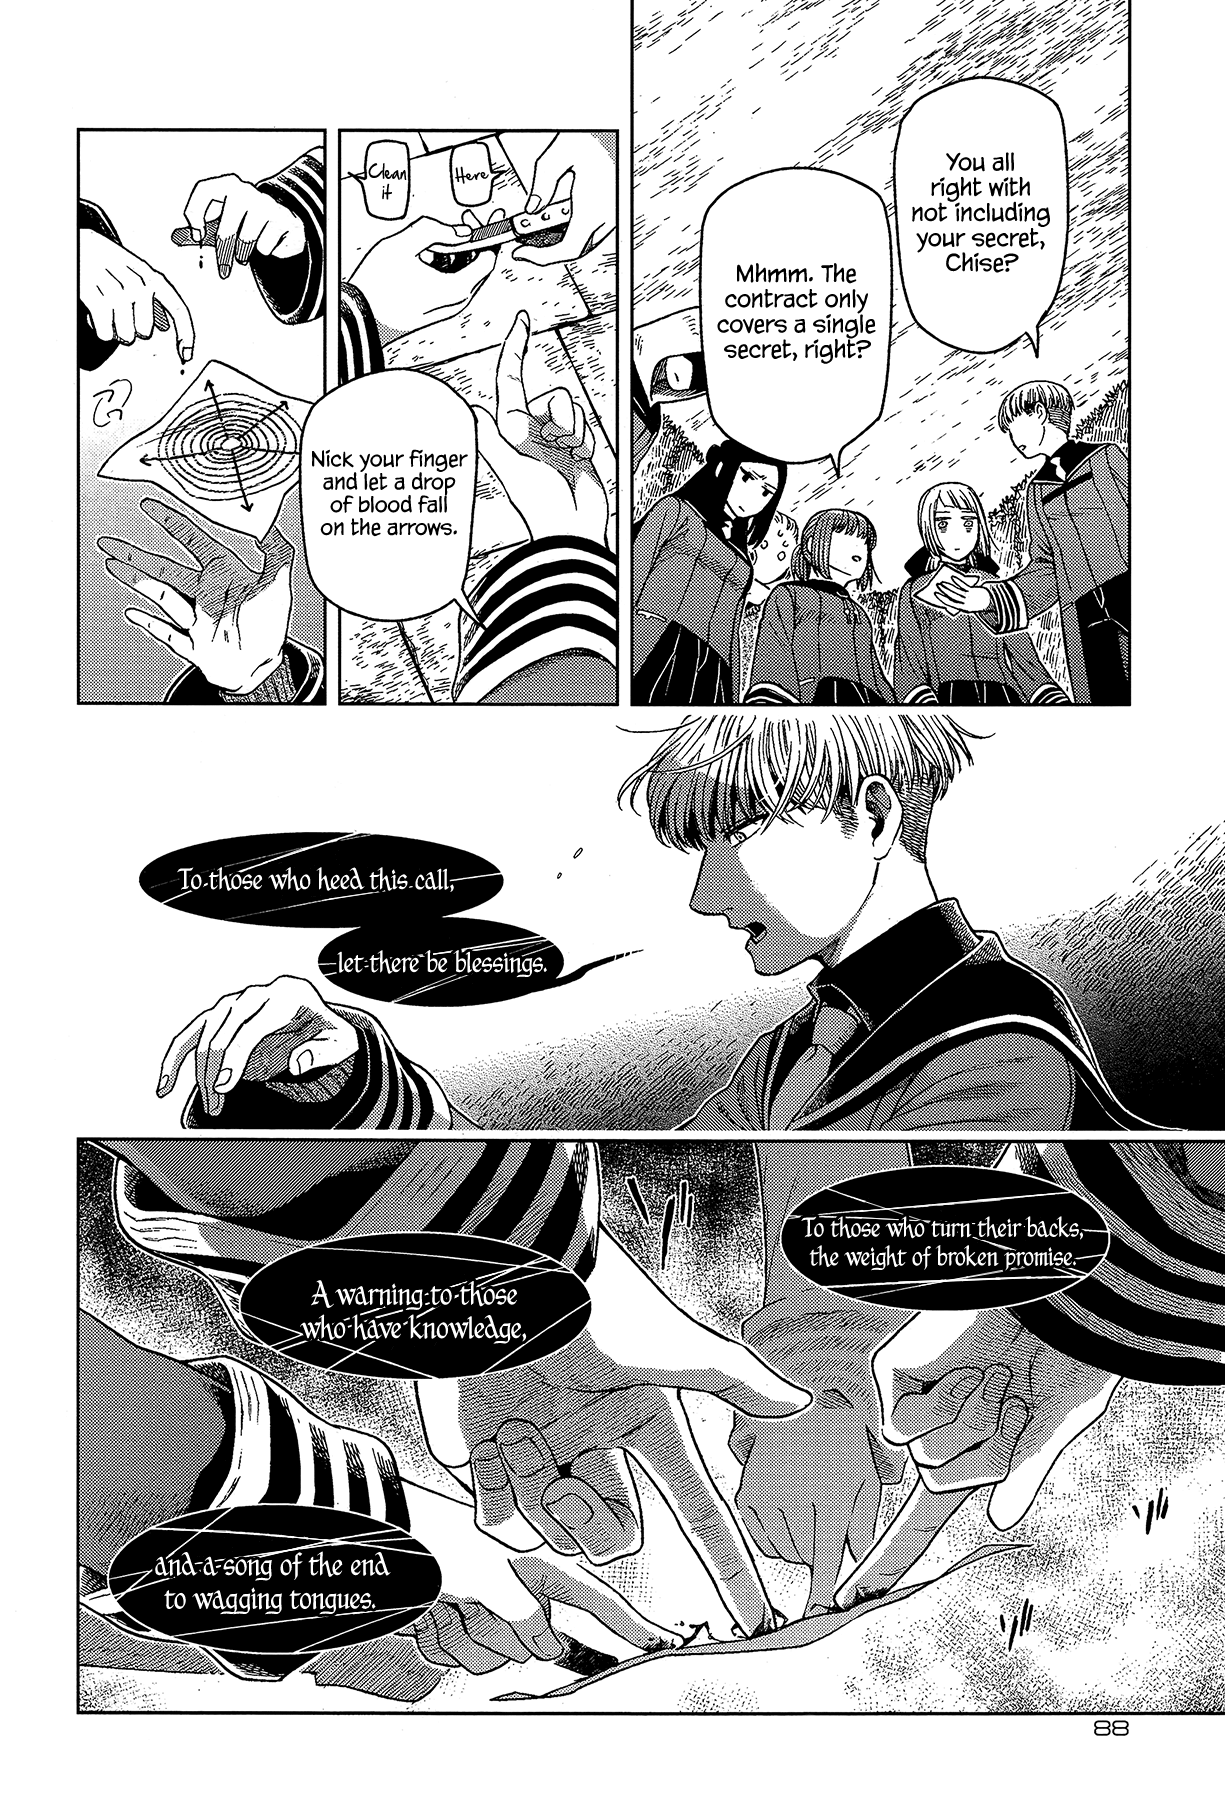 You all
right with
not including
your secret,
Chise?
Mhmm. The
contract only
covers a single
secret, right?
Here
Clean
it
Nick your finger
and let a drop
of blood fall
on the arrows.
To those who heed this call,
let there be blessings.
To those who turn their backs,
the weight of broken promise.
A warning to those
who have knowledge,
and a song of the end
to wagging tongues.
88